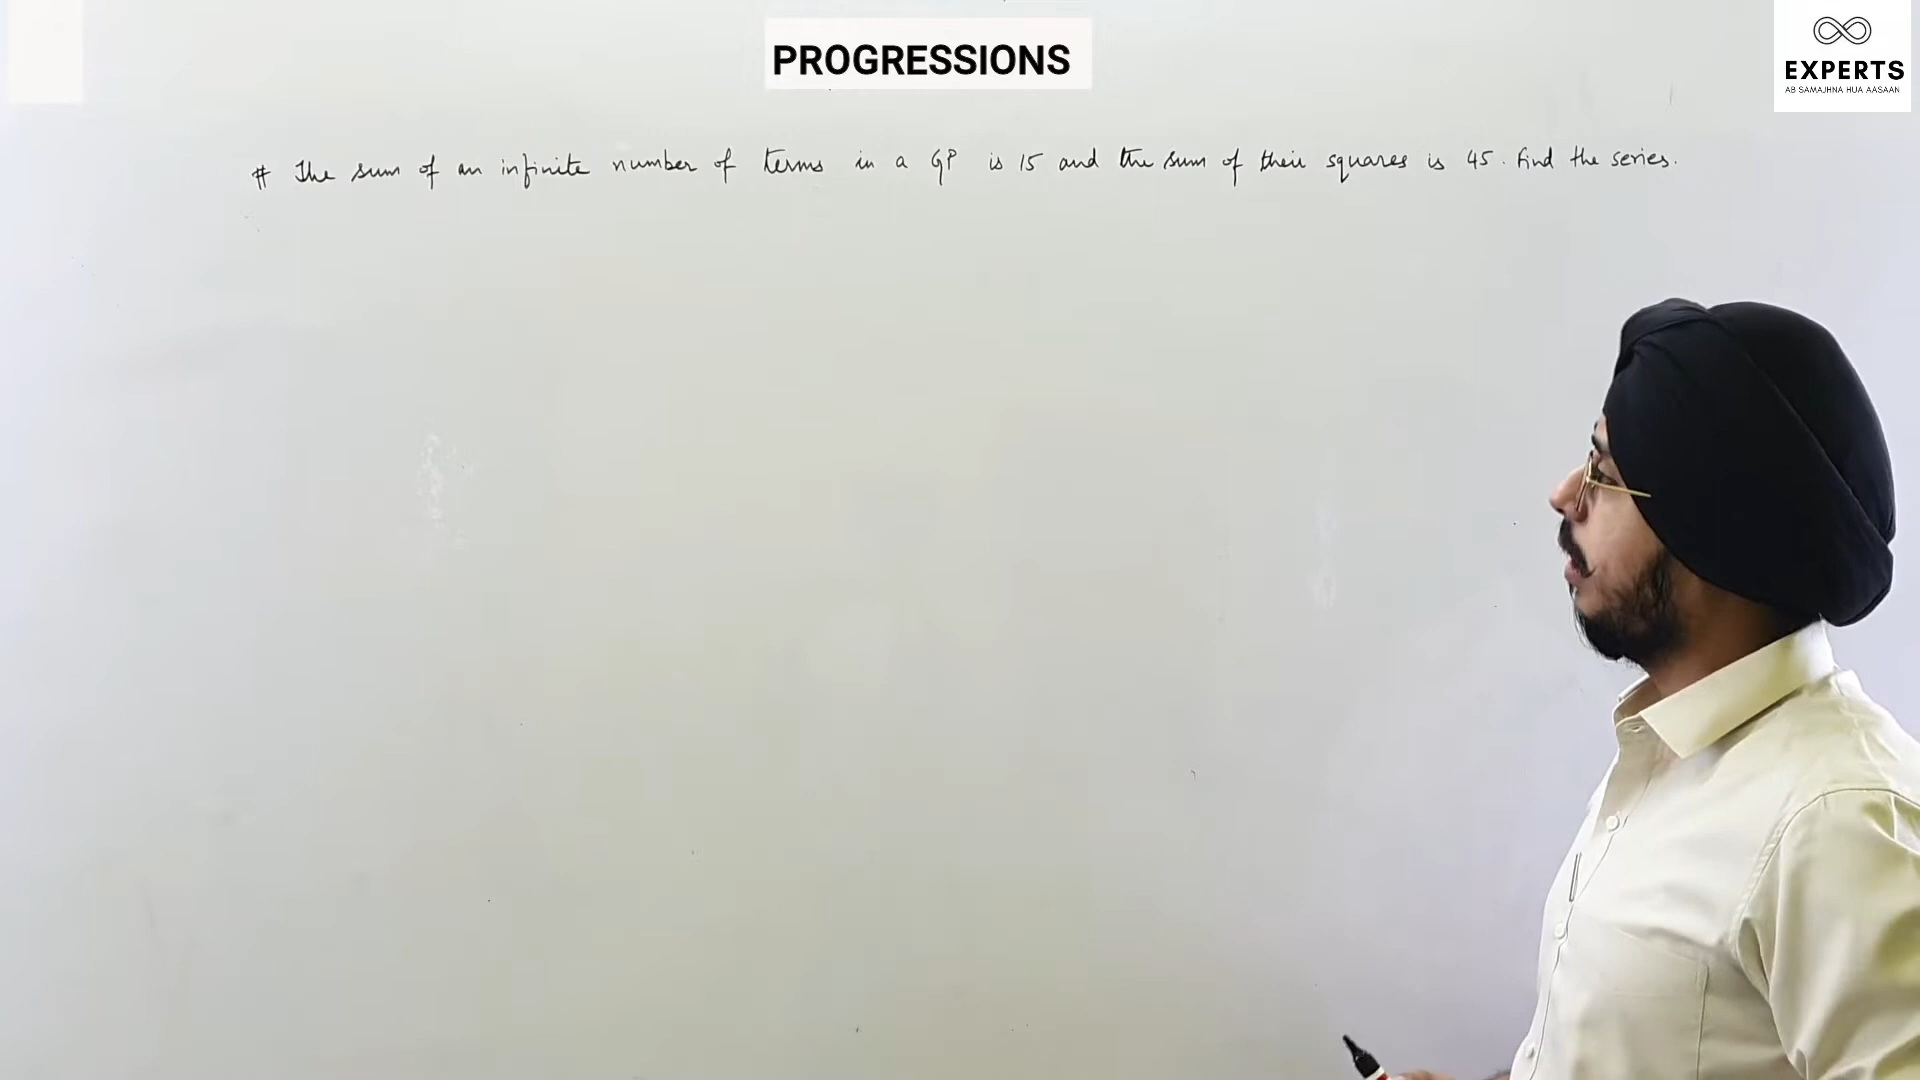 PROGRESSIONS
EXPERTS
AB SAMAJHNA HUA AASAAN
# The sum of an infinite number of terms in a GP is 15 and the sum of their squares is 45. Find the series.